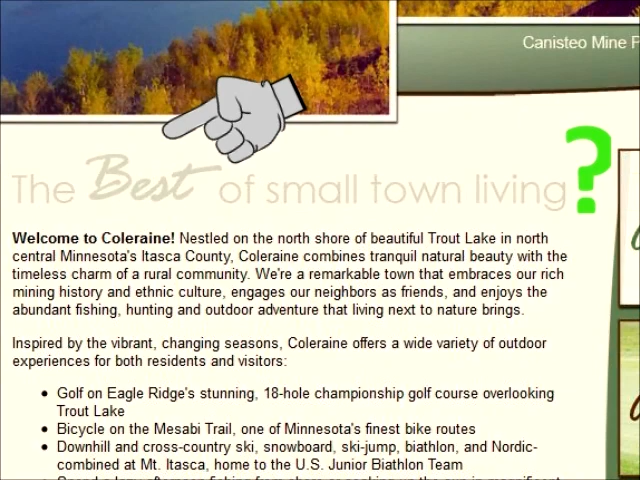 Canisteo Mine
The Best of small town living
?
Welcome to Coleraine! Nestled on the north shore of beautiful Trout Lake in north
central Minnesota's Itasca County, Coleraine combines tranquil natural beauty with the
timeless charm of a rural community. We're a remarkable town that embraces our rich
mining history and ethnic culture, engages our neighbors as friends, and enjoys the
abundant fishing, hunting and outdoor adventure that living next to nature brings.
Inspired by the vibrant, changing seasons, Coleraine offers a wide variety of outdoor
experiences for both residents and visitors:
• Golf on Eagle Ridge's stunning, 18-hole championship golf course overlooking
Trout Lake
• Bicycle on the Mesabi Trail, one of Minnesota's finest bike routes
• Downhill and cross-country ski, snowboard, ski-jump, biathlon, and Nordic-
combined at Mt. Itasca, home to the U.S. Junior Biathlon Team